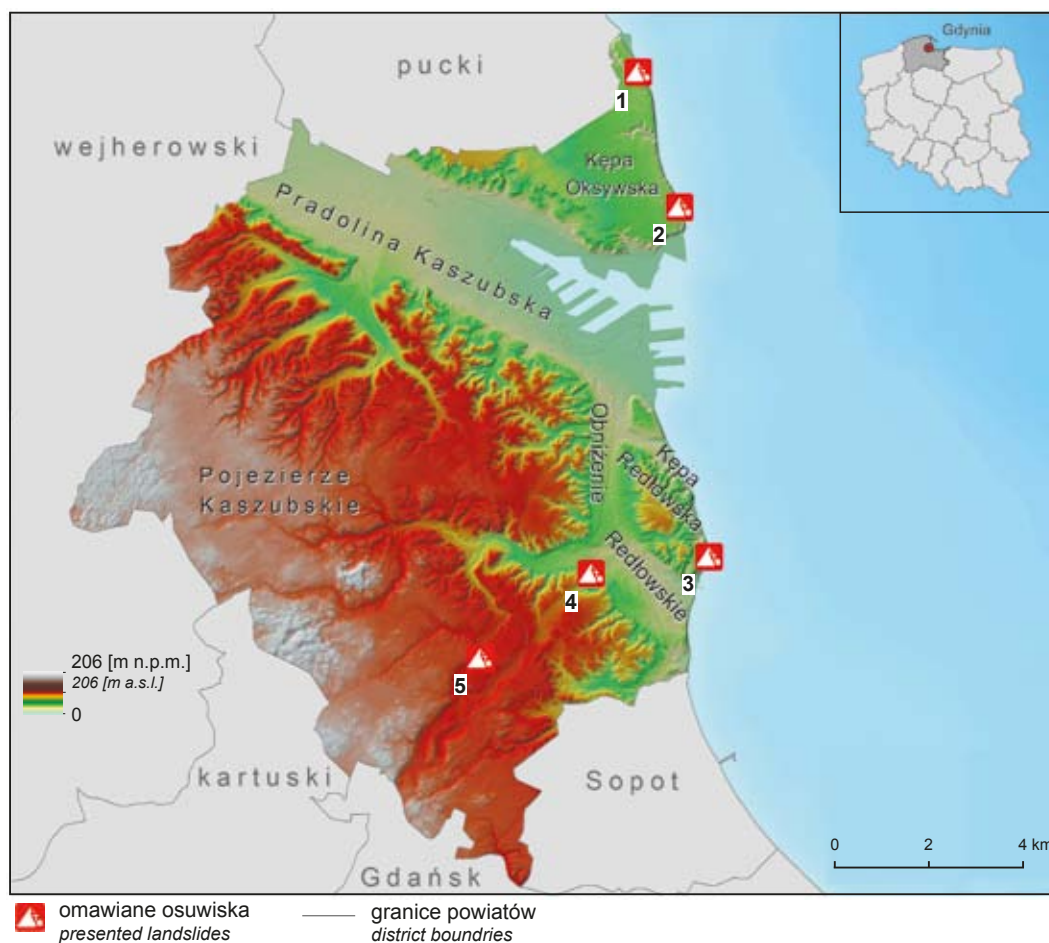 Gdynia
pucki
1
wejherowski
Kępa
Oksywska
2
Pradolina Kaszubska
Obniżenie
Redłowskie
Kępa
Redłowska
3
Pojezierze
Kaszubskie
4
5
206 [m n.p.m.]
206 [m a.s.l.]
0
kartuski
Sopot
Gdańsk
0 2 4 km
omawiane osuwiska
presented landslides
granice powiatów
district boundries